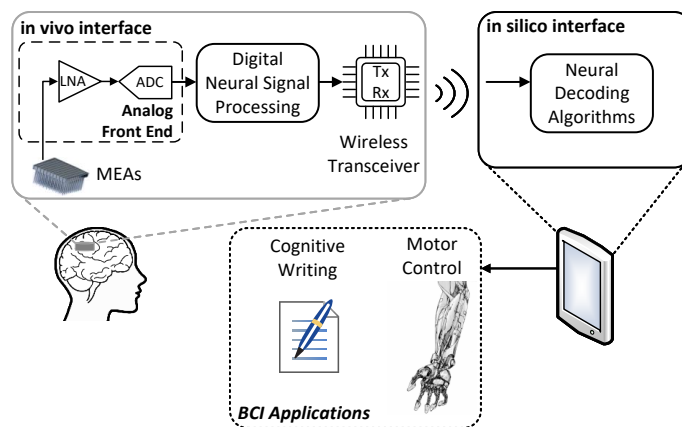 in vivo interface
LNA
ADC
Analog
Front End
MEAs
Digital
Neural Signal
Processing
Tx
Rx
Wireless
Transceiver
in silico interface
Neural
Decoding
Algorithms
Cognitive
Writing
Motor
Control
BCI Applications